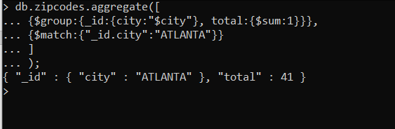 > db.zipcodes.aggregate([
... {$group:{_id:{city:"$city"}, total:{$sum:1}}},
... {$match:{"_id.city":"ATLANTA"}}
... ]
... );
{ "_id" : { "city" : "ATLANTA" }, "total" : 41 }
>